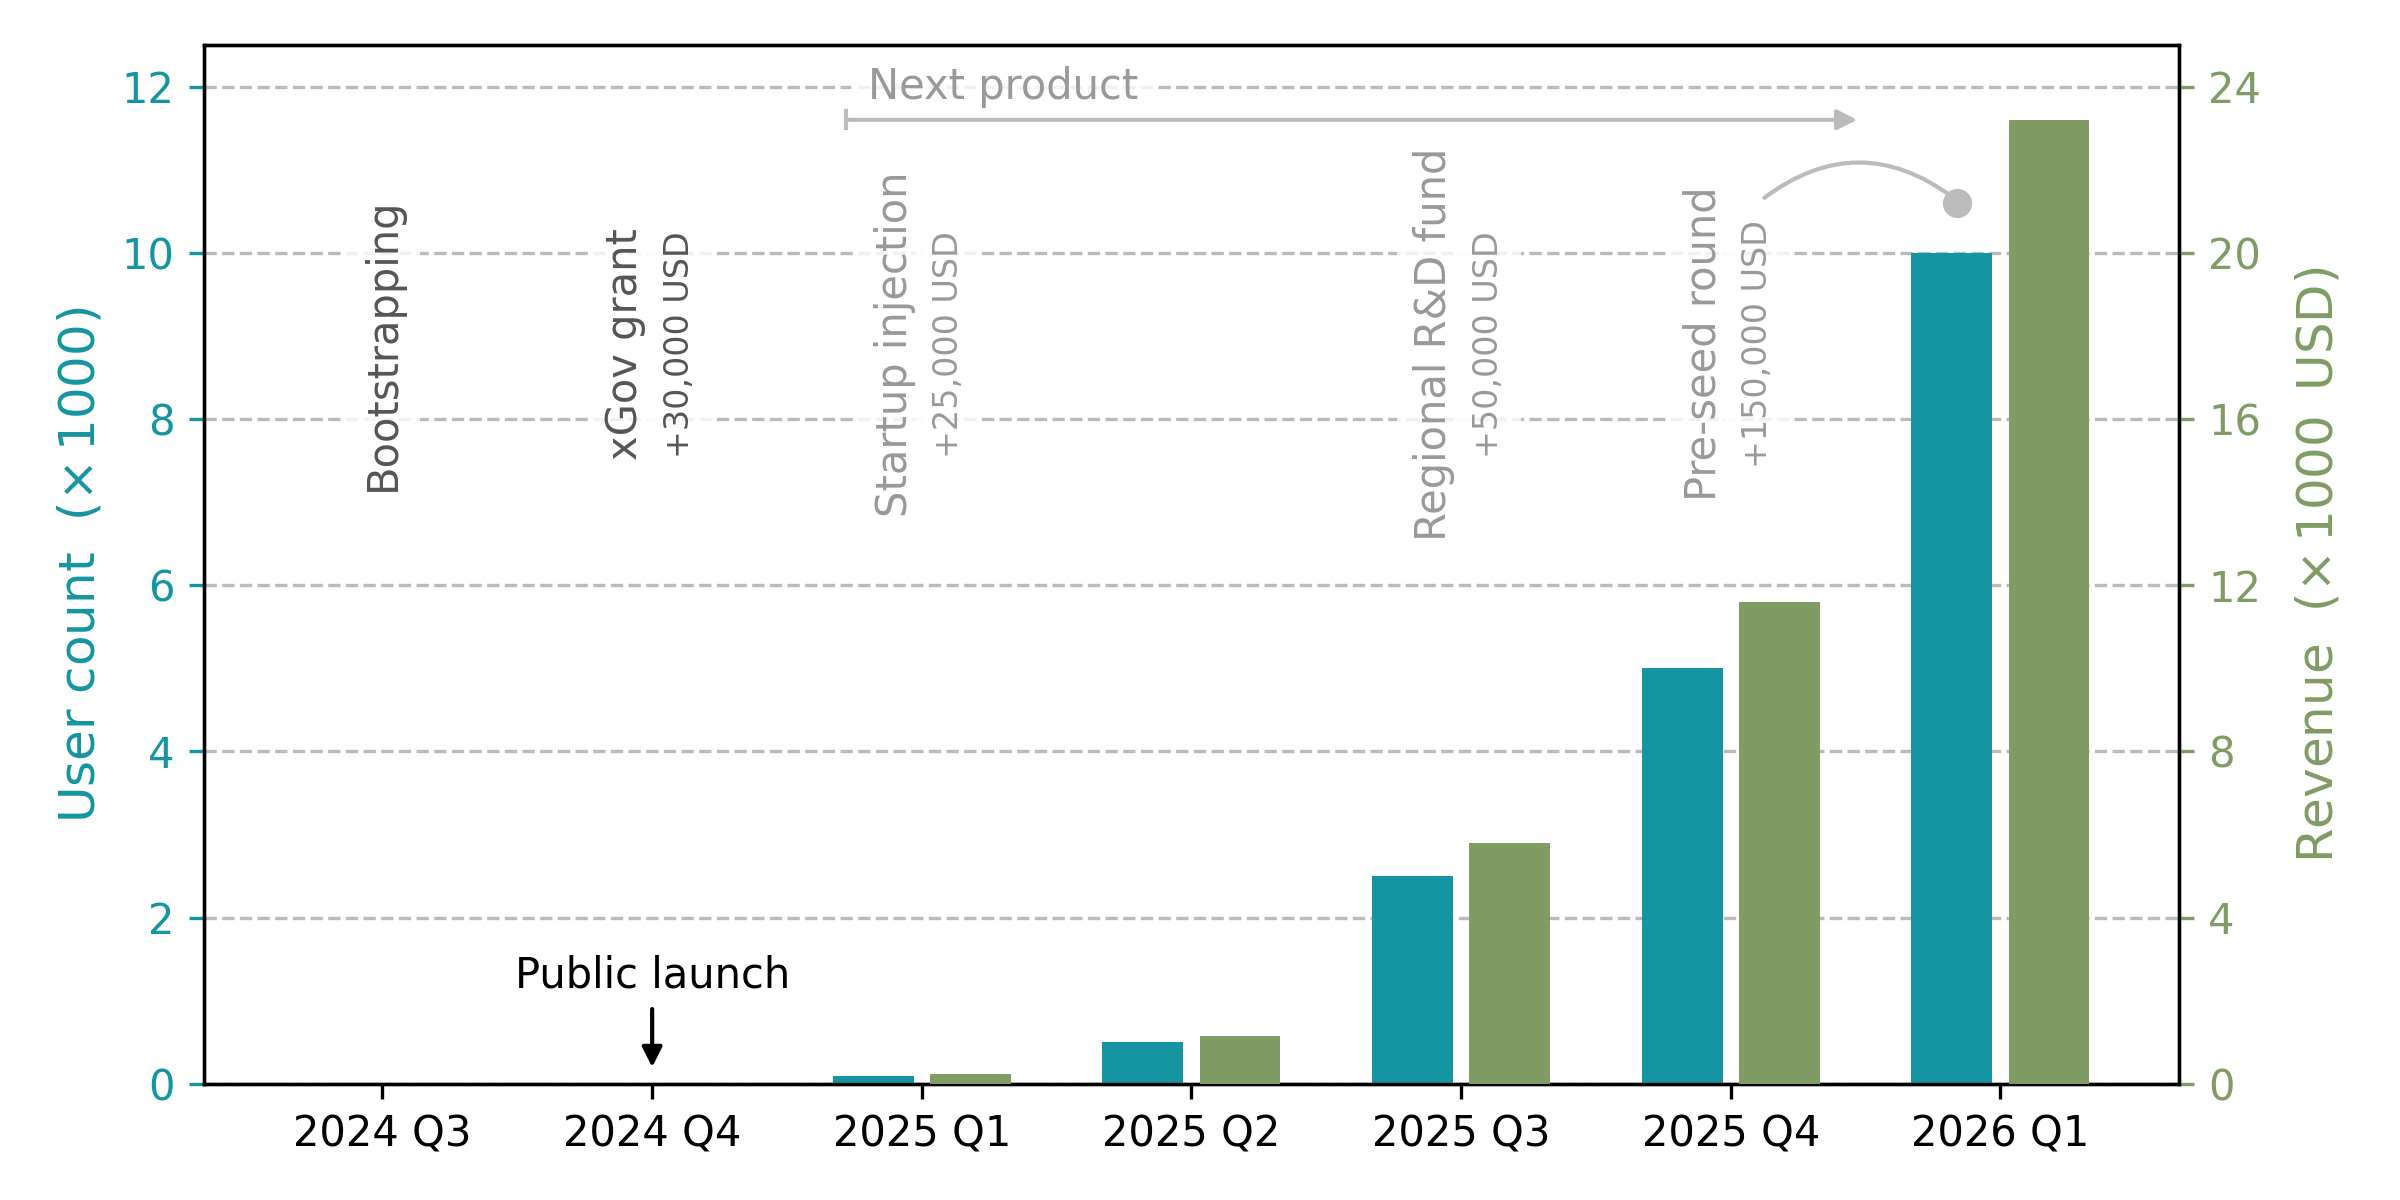 12
10
8
6
4
2
0
User count (×1000)
Next product
Bootstrapping
xGov grant
+30,000 USD
Startup injection
+25,000 USD
Regional R&D fund
+50,000 USD
Pre-seed round
+150,000 USD
Public launch
24
20
16
12
8
4
0
Revenue (×1000 USD)
2024 Q3
2024 Q4
2025 Q1
2025 Q2
2025 Q3
2025 Q4
2026 Q1